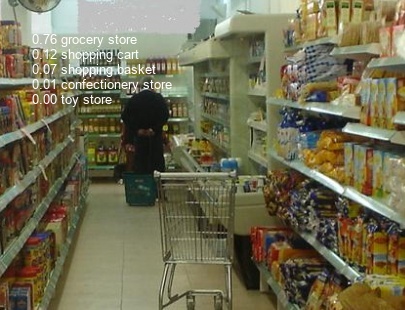 0.76 grocery store
0.12 shopping cart
0.07 shopping basket
0.01 confectionery store
0.00 toy store